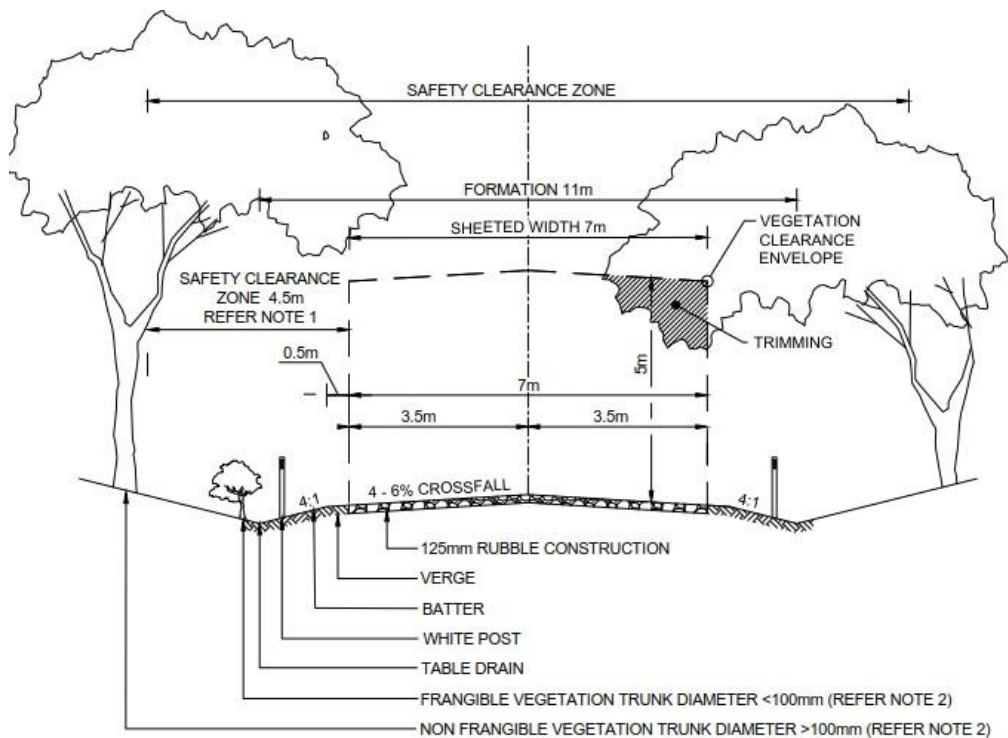 SAFETY CLEARANCE ZONE
FORMATION 11m
SHEETED WIDTH 7m
VEGETATION
CLEARANCE
ENVELOPE
SAFETY CLEARANCE
ZONE 4.5m
REFER NOTE 1
TRIMMING
0.5m
5m
7m
3.5m
3.5m
4:1
4 - 6% CROSSFALL
4:1
125mm RUBBLE CONSTRUCTION
VERGE
BATTER
WHITE POST
TABLE DRAIN
FRANGIBLE VEGETATION TRUNK DIAMETER <100mm (REFER NOTE 2)
NON FRANGIBLE VEGETATION TRUNK DIAMETER >100mm (REFER NOTE 2)